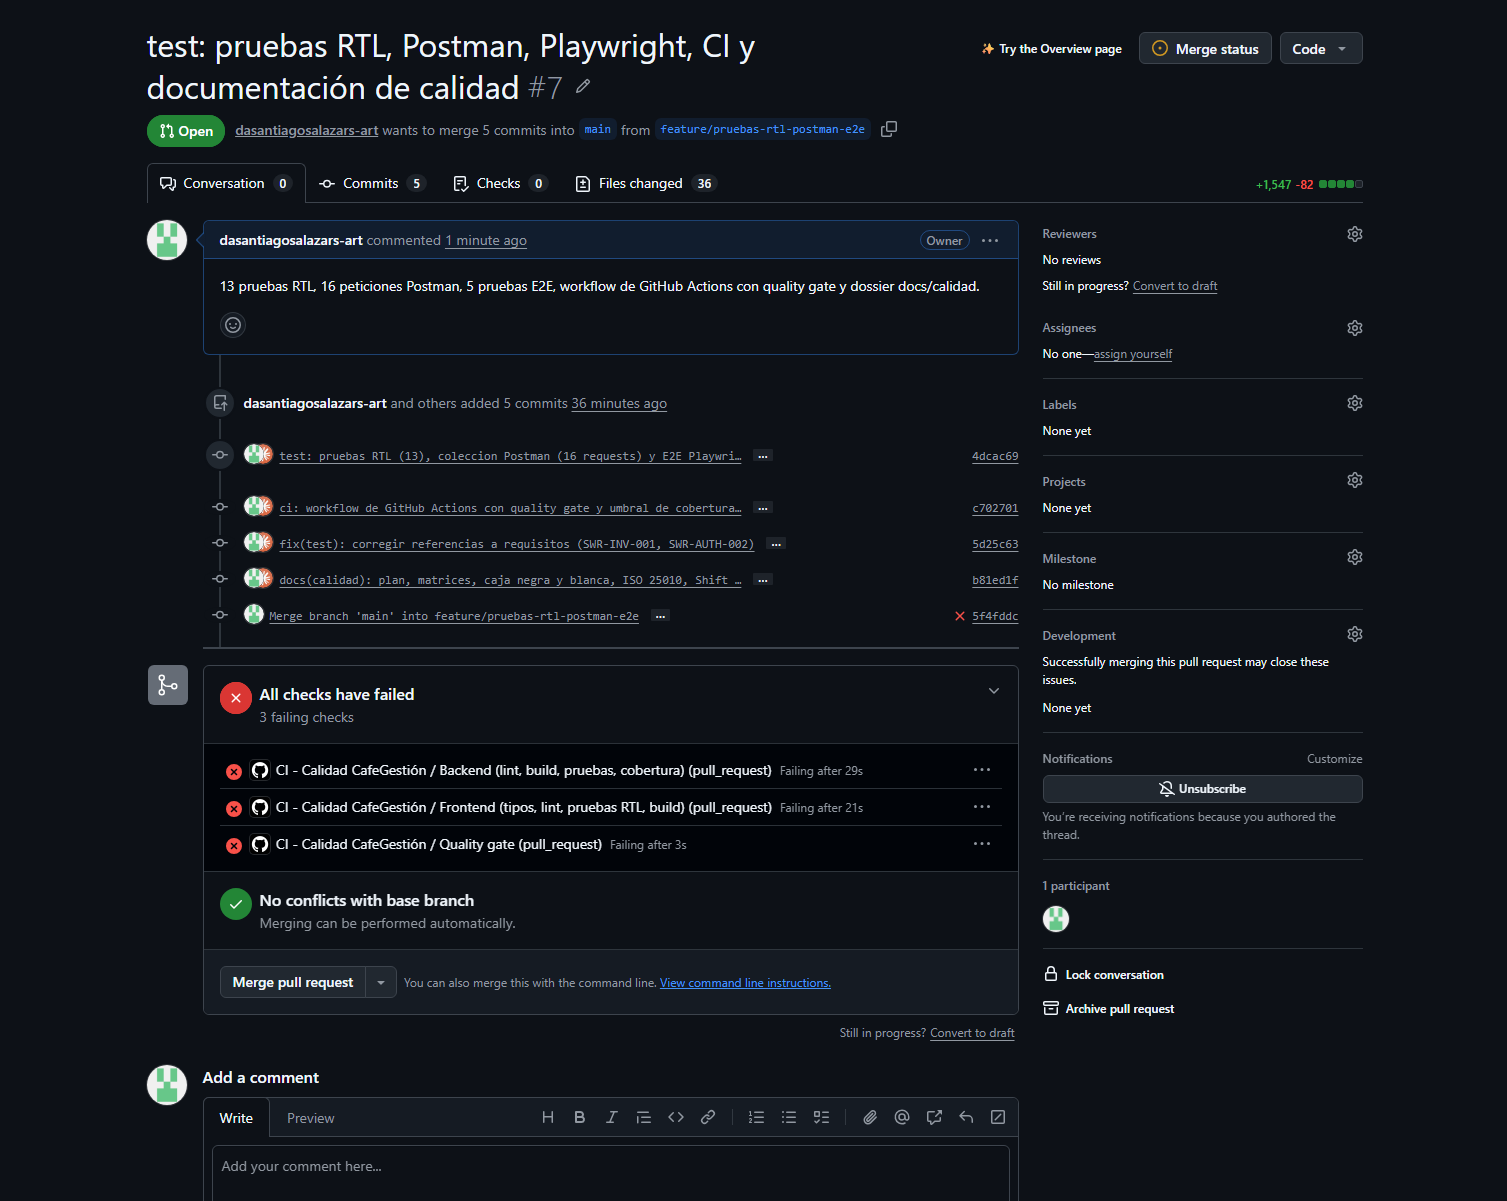 test: pruebas RTL, Postman, Playwright, CI y
documentación de calidad #7
Try the Overview page
Merge status
Code
Open
dasantiagosalazars-art wants to merge 5 commits into main from feature/pruebas-rtl-postman-e2e
Conversation 0
Commits 5
Checks 0
Files changed 36
+1,547 -82
dasantiagosalazars-art commented 1 minute ago
Owner
13 pruebas RTL, 16 peticiones Postman, 5 pruebas E2E, workflow de GitHub Actions con quality gate y dossier docs/calidad.
dasantiagosalazars-art and others added 5 commits 36 minutes ago
test: pruebas RTL (13), coleccion Postman (16 requests) y E2E Playwri…
4dcac69
ci: workflow de GitHub Actions con quality gate y umbral de cobertura…
c702701
fix(test): corregir referencias a requisitos (SWR-INV-001, SWR-AUTH-002)
5d25c63
docs(calidad): plan, matrices, caja negra y blanca, ISO 25010, Shift …
b81ed1f
Merge branch 'main' into feature/pruebas-rtl-postman-e2e
5f4fddc
All checks have failed
3 failing checks
CI - Calidad CafeGestión / Backend (lint, build, pruebas, cobertura) (pull_request) Failing after 29s
CI - Calidad CafeGestión / Frontend (tipos, lint, pruebas RTL, build) (pull_request) Failing after 21s
CI - Calidad CafeGestión / Quality gate (pull_request) Failing after 3s
No conflicts with base branch
Merging can be performed automatically.
Merge pull request
You can also merge this with the command line. View command line instructions.
Still in progress? Convert to draft
Add a comment
Write
Preview
Add your comment here...
Reviewers
No reviews
Still in progress? Convert to draft
Assignees
No one—assign yourself
Labels
None yet
Projects
None yet
Milestone
No milestone
Development
Successfully merging this pull request may close these
issues.
None yet
Notifications
Customize
Unsubscribe
You're receiving notifications because you authored the
thread.
1 participant
Lock conversation
Archive pull request